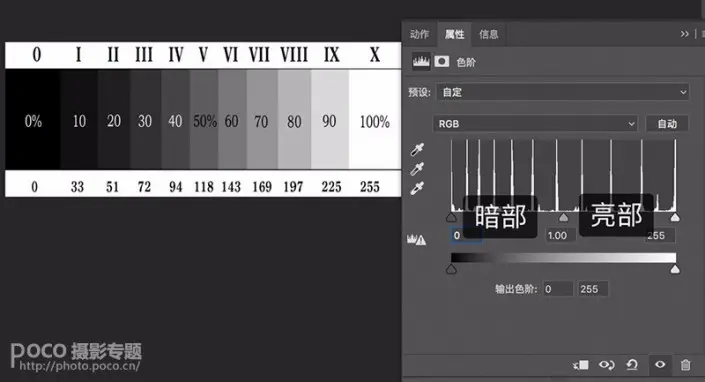 动作 属性 信息
0 I II III IV V VI VII VIII IX X
色阶
预设: 自定
0% 10 20 30 40 50% 60 70 80 90 100%
RGB 自动
0 33 51 72 94 118 143 169 197 225 255
暗部 亮部
0 1.00 255
输出色阶: 0 255
poco 摄影专题
http://photo.poco.cn/